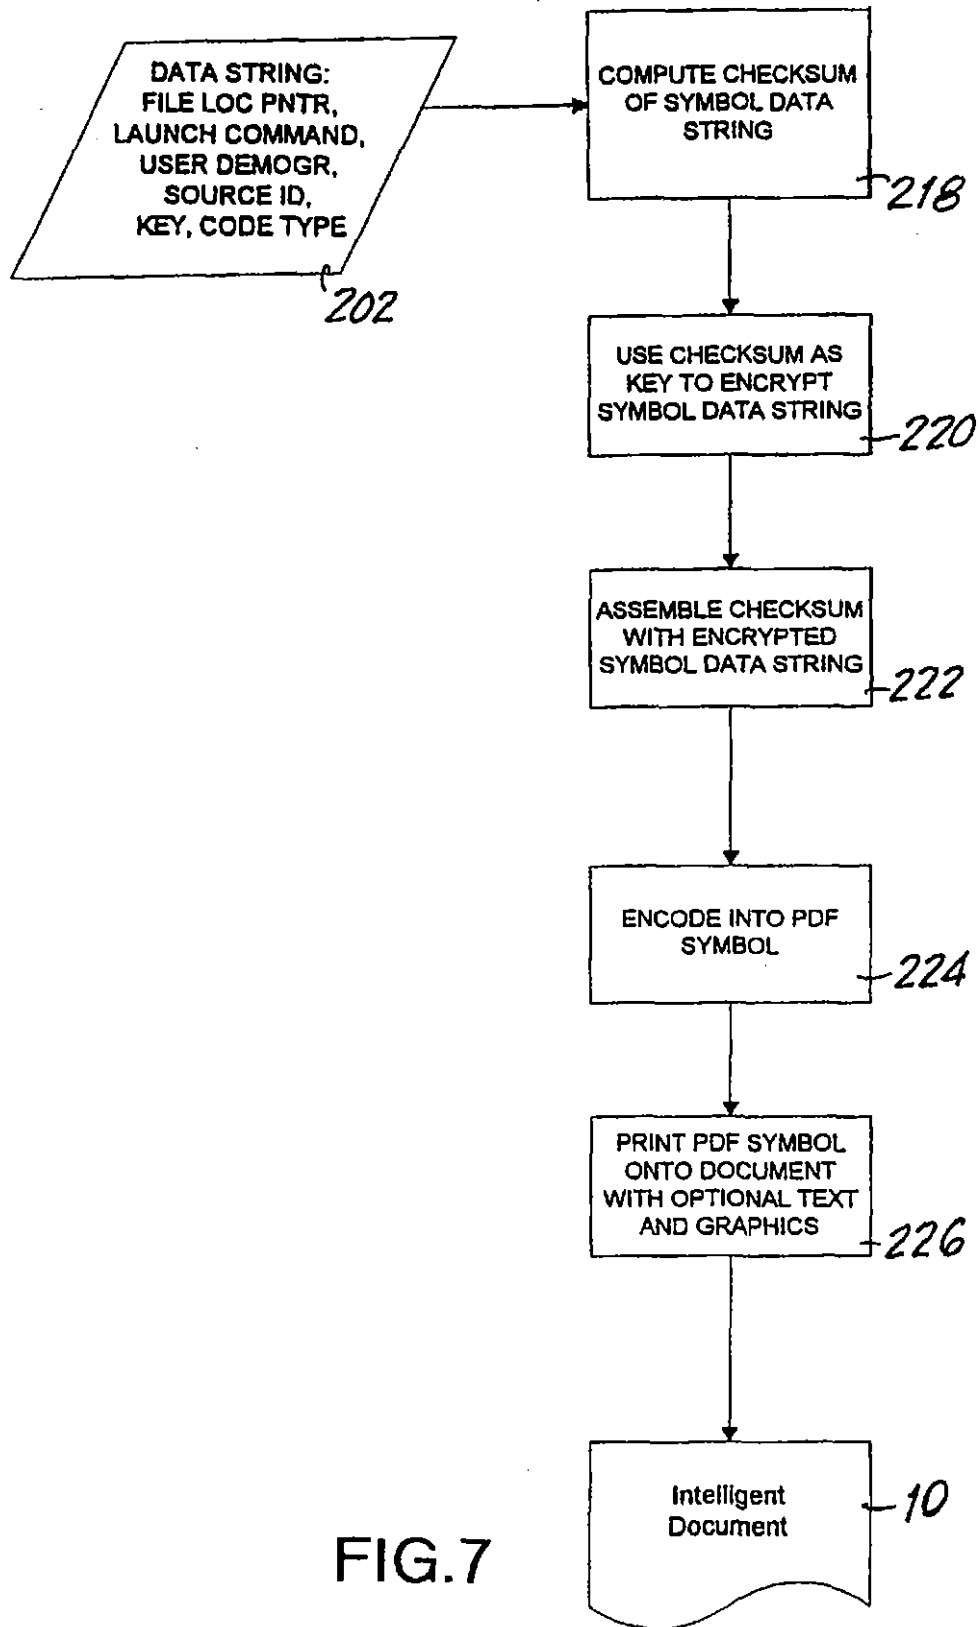 DATA STRING:
FILE LOC PNTR,
LAUNCH COMMAND,
USER DEMOGR,
SOURCE ID,
KEY, CODE TYPE
202
COMPUTE CHECKSUM
OF SYMBOL DATA
STRING
218
USE CHECKSUM AS
KEY TO ENCRYPT
SYMBOL DATA STRING
220
ASSEMBLE CHECKSUM
WITH ENCRYPTED
SYMBOL DATA STRING
222
ENCODE INTO PDF
SYMBOL
224
PRINT PDF SYMBOL
ONTO DOCUMENT
WITH OPTIONAL TEXT
AND GRAPHICS
226
Intelligent
Document
10
FIG.7